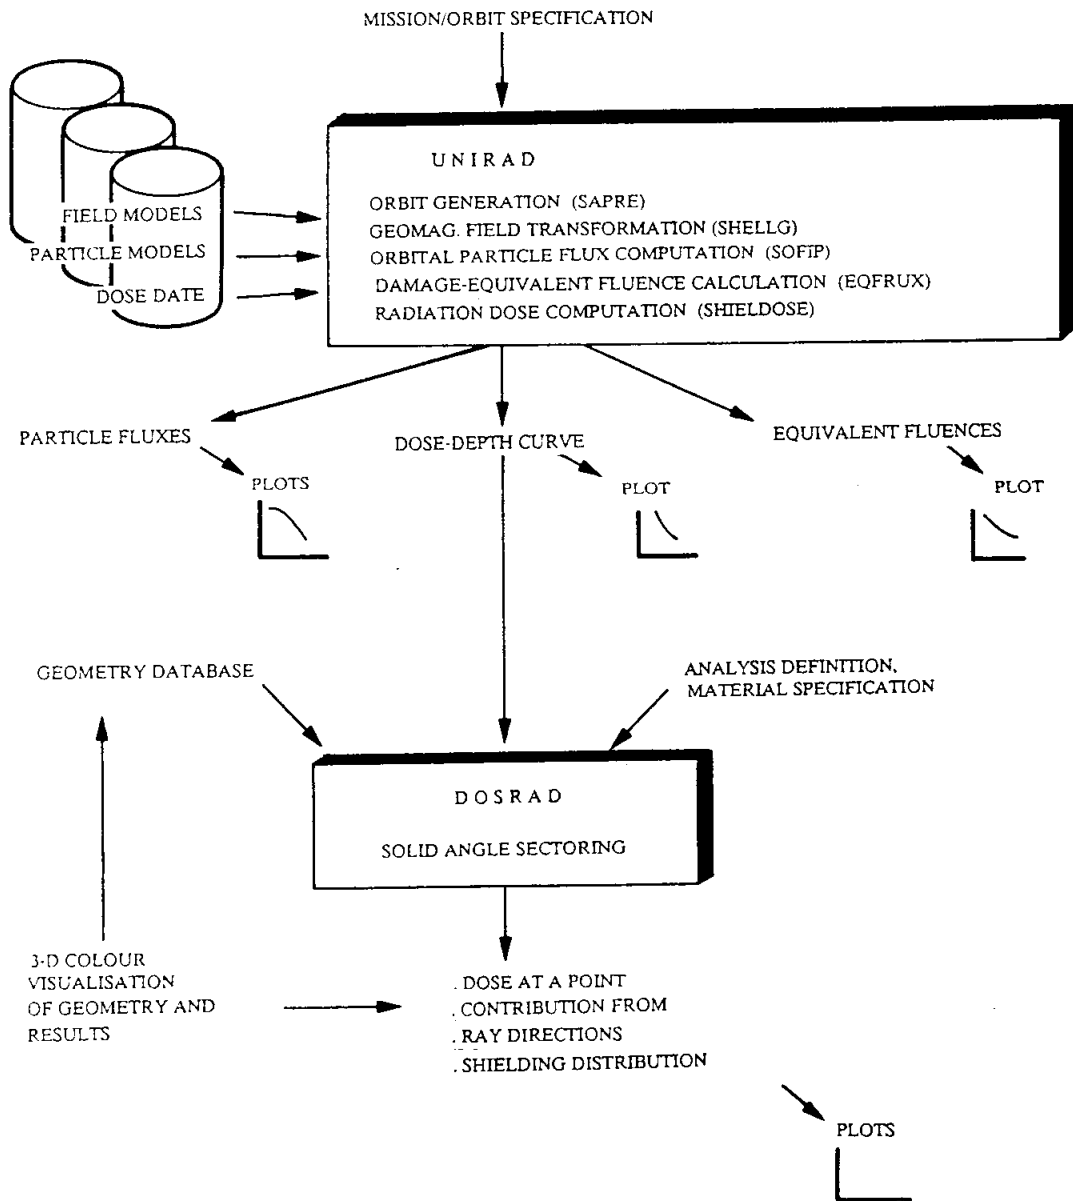 MISSION/ORBIT SPECIFICATION
U N I R A D
ORBIT GENERATION (SAPRE)
GEOMAG. FIELD TRANSFORMATION (SHELLG)
ORBITAL PARTICLE FLUX COMPUTATION (SOFIP)
DAMAGE-EQUIVALENT FLUENCE CALCULATION (EQFRUX)
RADIATION DOSE COMPUTATION (SHIELDOSE)
FIELD MODELS
PARTICLE MODELS
DOSE DATE
PARTICLE FLUXES
DOSE-DEPTH CURVE
EQUIVALENT FLUENCES
PLOTS
PLOT
PLOT
GEOMETRY DATABASE
ANALYSIS DEFINITION,
MATERIAL SPECIFICATION
D O S R A D
SOLID ANGLE SECTORING
3-D COLOUR
VISUALISATION
OF GEOMETRY AND
RESULTS
. DOSE AT A POINT
. CONTRIBUTION FROM
. RAY DIRECTIONS
. SHIELDING DISTRIBUTION
PLOTS